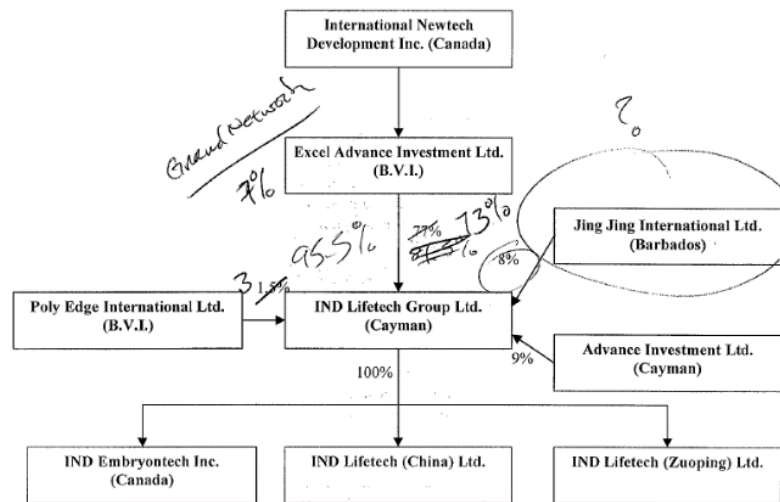 International Newtech
Development Inc. (Canada)
Grand Network
?
Excel Advance Investment Ltd.
(B.V.I.)
7%
77%
73%
95.5%
Jing Jing International Ltd.
(Barbados)
8%
3 1.5%
Poly Edge International Ltd.
(B.V.I.)
IND Lifetech Group Ltd.
(Cayman)
Advance Investment Ltd.
(Cayman)
9%
100%
IND Embryontech Inc.
(Canada)
IND Lifetech (China) Ltd.
IND Lifetech (Zuoping) Ltd.